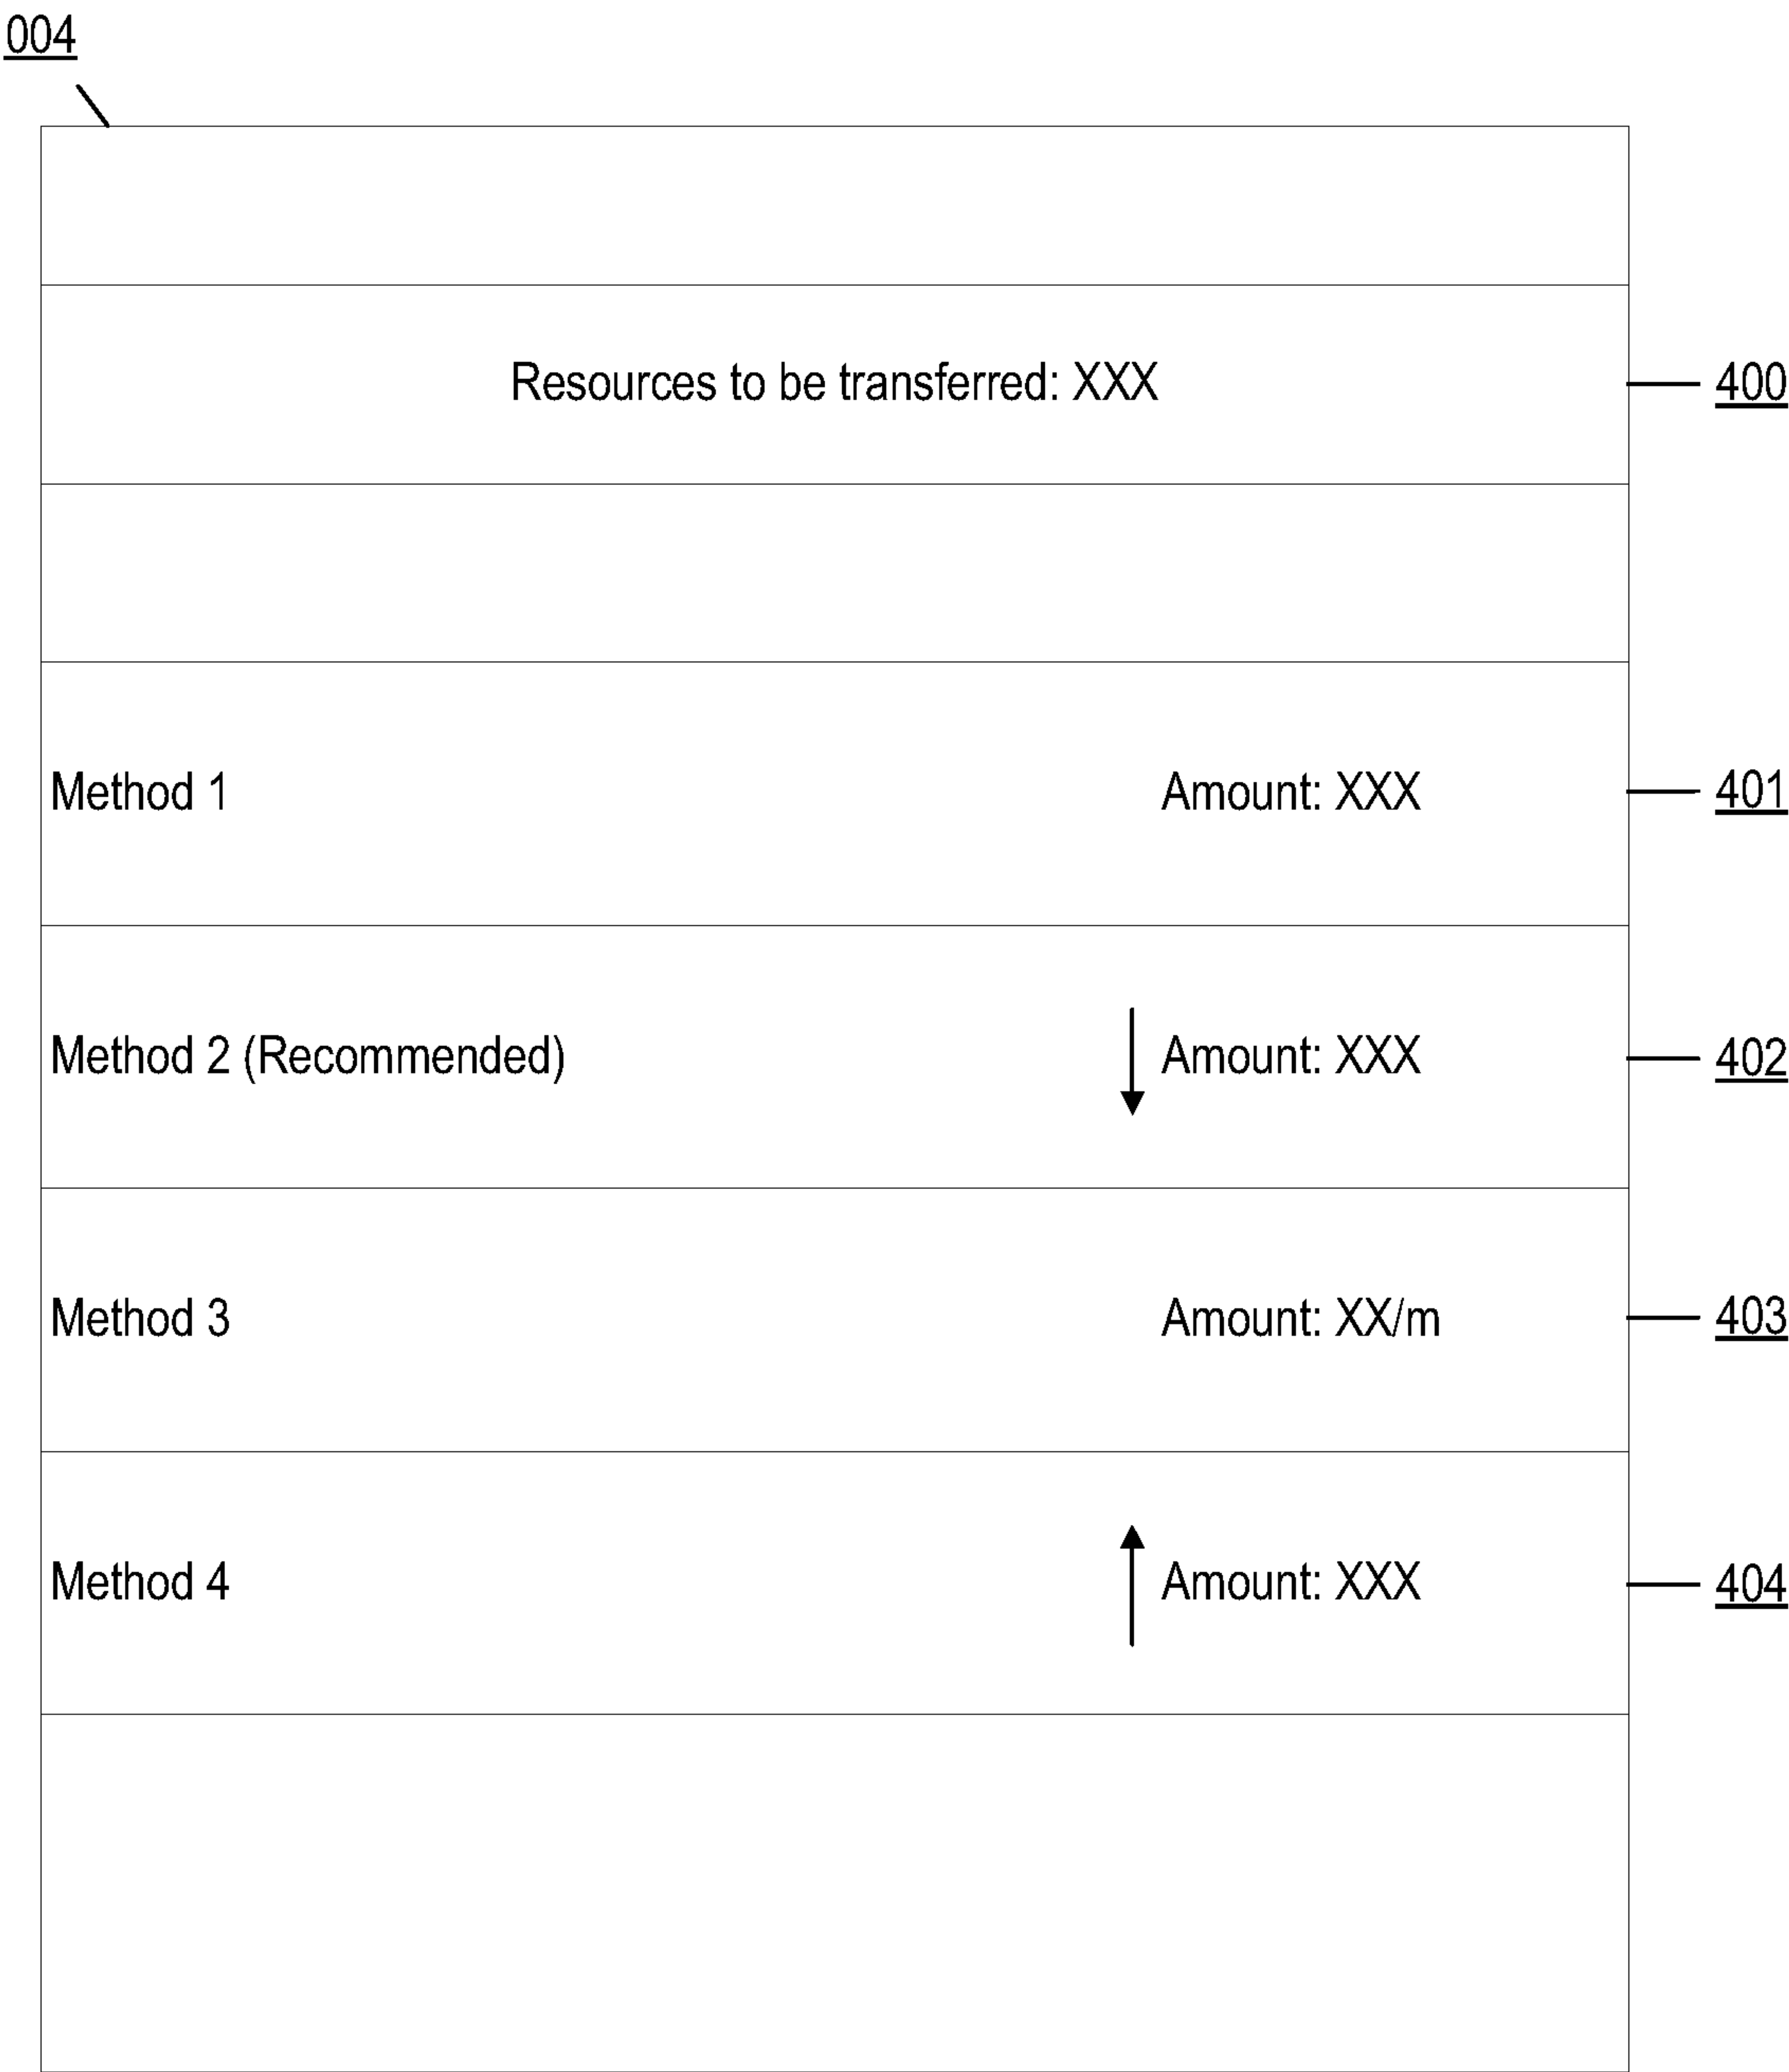 004
Resources to be transferred: XXX
400
Method 1 Amount: XXX
401
Method 2 (Recommended) Amount: XXX
402
Method 3 Amount: XX/m
403
Method 4 Amount: XXX
404